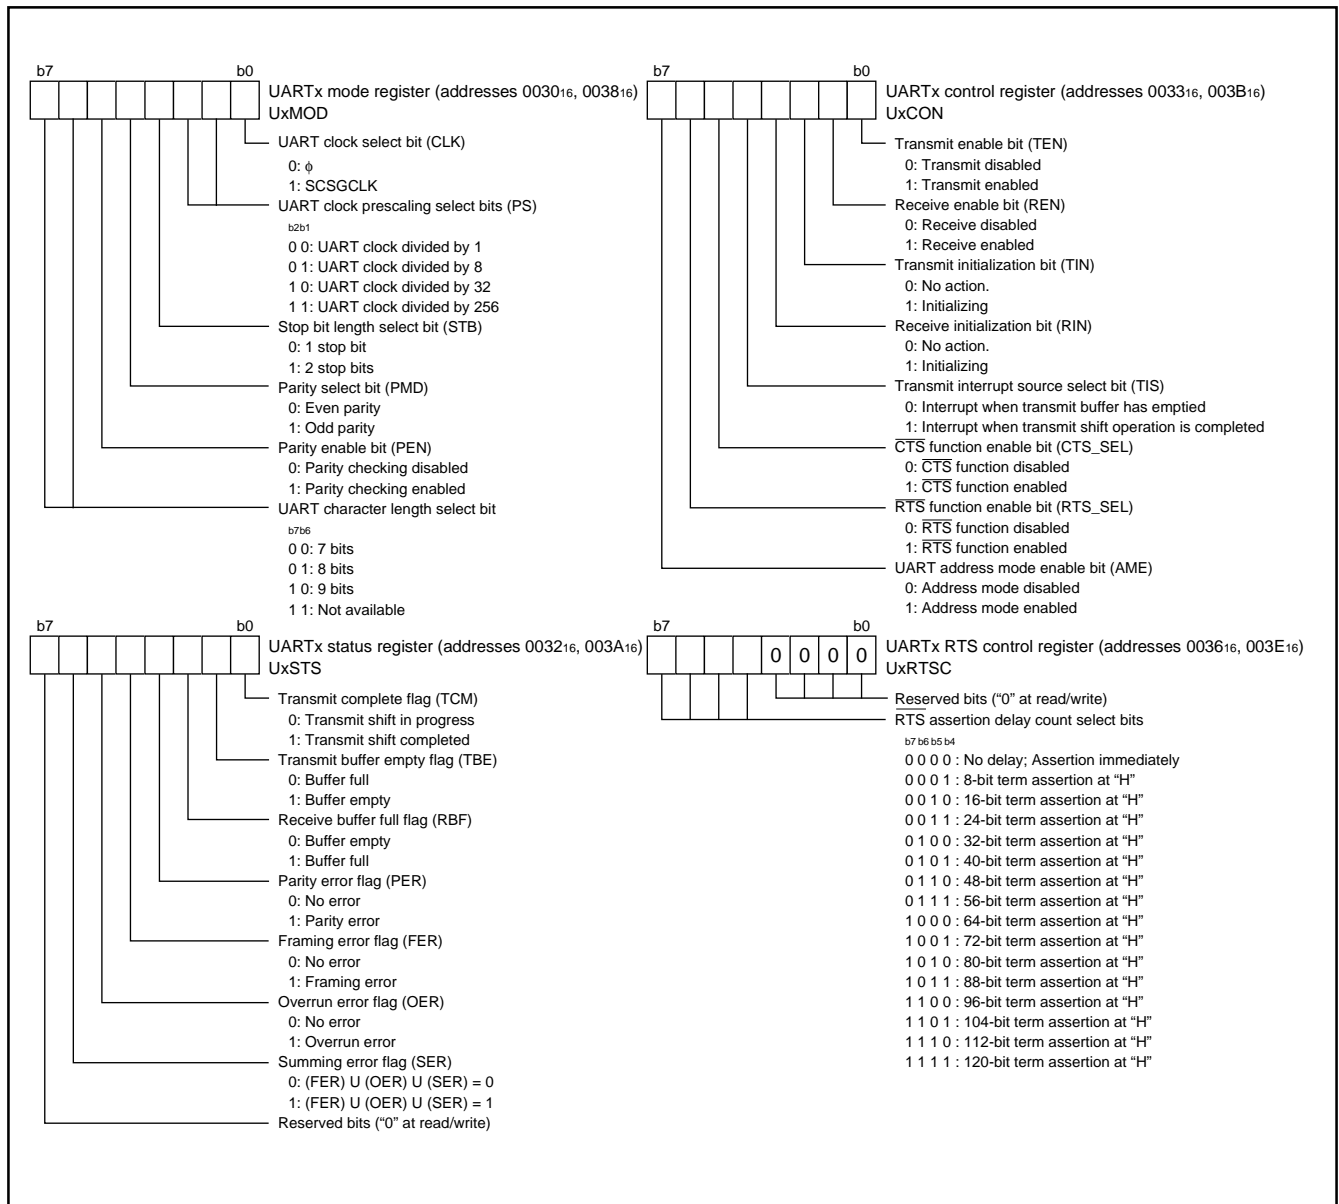 b7 b0
UARTx mode register (addresses 003016, 003816)
UxMOD
UART clock select bit (CLK)
0: φ
1: SCSGCLK
UART clock prescaling select bits (PS)
b2b1
0 0: UART clock divided by 1
0 1: UART clock divided by 8
1 0: UART clock divided by 32
1 1: UART clock divided by 256
Stop bit length select bit (STB)
0: 1 stop bit
1: 2 stop bits
Parity select bit (PMD)
0: Even parity
1: Odd parity
Parity enable bit (PEN)
0: Parity checking disabled
1: Parity checking enabled
UART character length select bit
b7b6
0 0: 7 bits
0 1: 8 bits
1 0: 9 bits
1 1: Not available
b7 b0
UARTx control register (addresses 003316, 003B16)
UxCON
Transmit enable bit (TEN)
0: Transmit disabled
1: Transmit enabled
Receive enable bit (REN)
0: Receive disabled
1: Receive enabled
Transmit initialization bit (TIN)
0: No action.
1: Initializing
Receive initialization bit (RIN)
0: No action.
1: Initializing
Transmit interrupt source select bit (TIS)
0: Interrupt when transmit buffer has emptied
1: Interrupt when transmit shift operation is completed
CTS function enable bit (CTS_SEL)
0: CTS function disabled
1: CTS function enabled
RTS function enable bit (RTS_SEL)
0: RTS function disabled
1: RTS function enabled
UART address mode enable bit (AME)
0: Address mode disabled
1: Address mode enabled
b7 b0
UARTx status register (addresses 003216, 003A16)
UxSTS
Transmit complete flag (TCM)
0: Transmit shift in progress
1: Transmit shift completed
Transmit buffer empty flag (TBE)
0: Buffer full
1: Buffer empty
Receive buffer full flag (RBF)
0: Buffer empty
1: Buffer full
Parity error flag (PER)
0: No error
1: Parity error
Framing error flag (FER)
0: No error
1: Framing error
Overrun error flag (OER)
0: No error
1: Overrun error
Summing error flag (SER)
0: (FER) U (OER) U (SER) = 0
1: (FER) U (OER) U (SER) = 1
Reserved bits (“0” at read/write)
b7 b0
0 0 0 0
UARTx RTS control register (addresses 003616, 003E16)
UxRTSC
Reserved bits (“0” at read/write)
RTS assertion delay count select bits
b7 b6 b5 b4
0 0 0 0 : No delay; Assertion immediately
0 0 0 1 : 8-bit term assertion at “H”
0 0 1 0 : 16-bit term assertion at “H”
0 0 1 1 : 24-bit term assertion at “H”
0 1 0 0 : 32-bit term assertion at “H”
0 1 0 1 : 40-bit term assertion at “H”
0 1 1 0 : 48-bit term assertion at “H”
0 1 1 1 : 56-bit term assertion at “H”
1 0 0 0 : 64-bit term assertion at “H”
1 0 0 1 : 72-bit term assertion at “H”
1 0 1 0 : 80-bit term assertion at “H”
1 0 1 1 : 88-bit term assertion at “H”
1 1 0 0 : 96-bit term assertion at “H”
1 1 0 1 : 104-bit term assertion at “H”
1 1 1 0 : 112-bit term assertion at “H”
1 1 1 1 : 120-bit term assertion at “H”